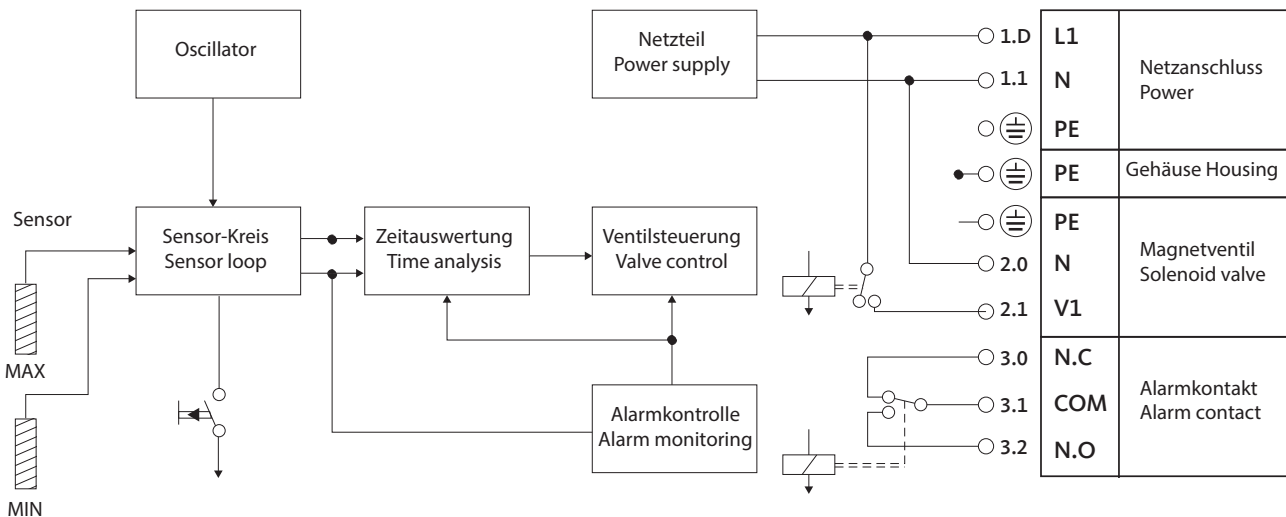 Oscillator
Netzteil
Power supply
Sensor
Sensor-Kreis
Sensor loop
Zeitauswertung
Time analysis
Ventilsteuerung
Valve control
MAX
MIN
Alarmkontrolle
Alarm monitoring
1.D L1
1.1 N
PE
Netzanschluss
Power
PE
Gehäuse Housing
PE
2.0 N
2.1 V1
Magnetventil
Solenoid valve
3.0 N.C
3.1 COM
3.2 N.O
Alarmkontakt
Alarm contact